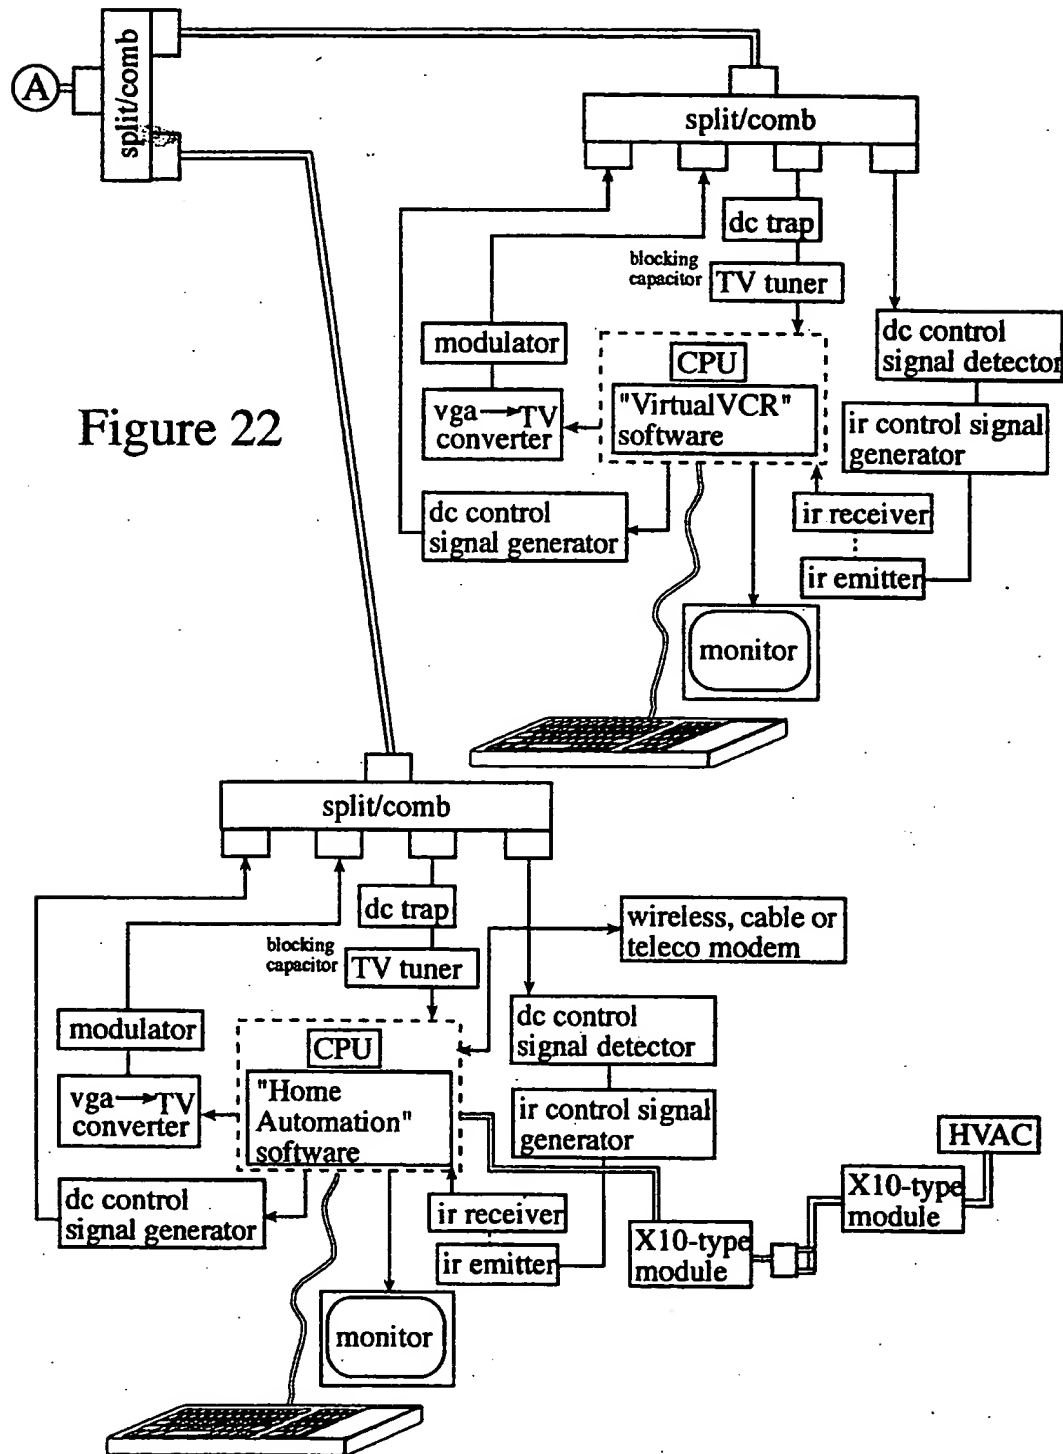 A
split/comb
split/comb
dc trap
blocking
capacitor
TV tuner
dc control
signal detector
modulator
CPU
vga → TV
converter
"VirtualVCR"
software
ir control signal
generator
Figure 22
dc control
signal generator
ir receiver
ir emitter
monitor
split/comb
dc trap
wireless, cable or
teleco modem
blocking
capacitor
TV tuner
dc control
signal detector
modulator
CPU
vga → TV
converter
"Home
Automation"
software
ir control signal
generator
HVAC
X10-type
module
dc control
signal generator
ir receiver
X10-type
module
ir emitter
monitor